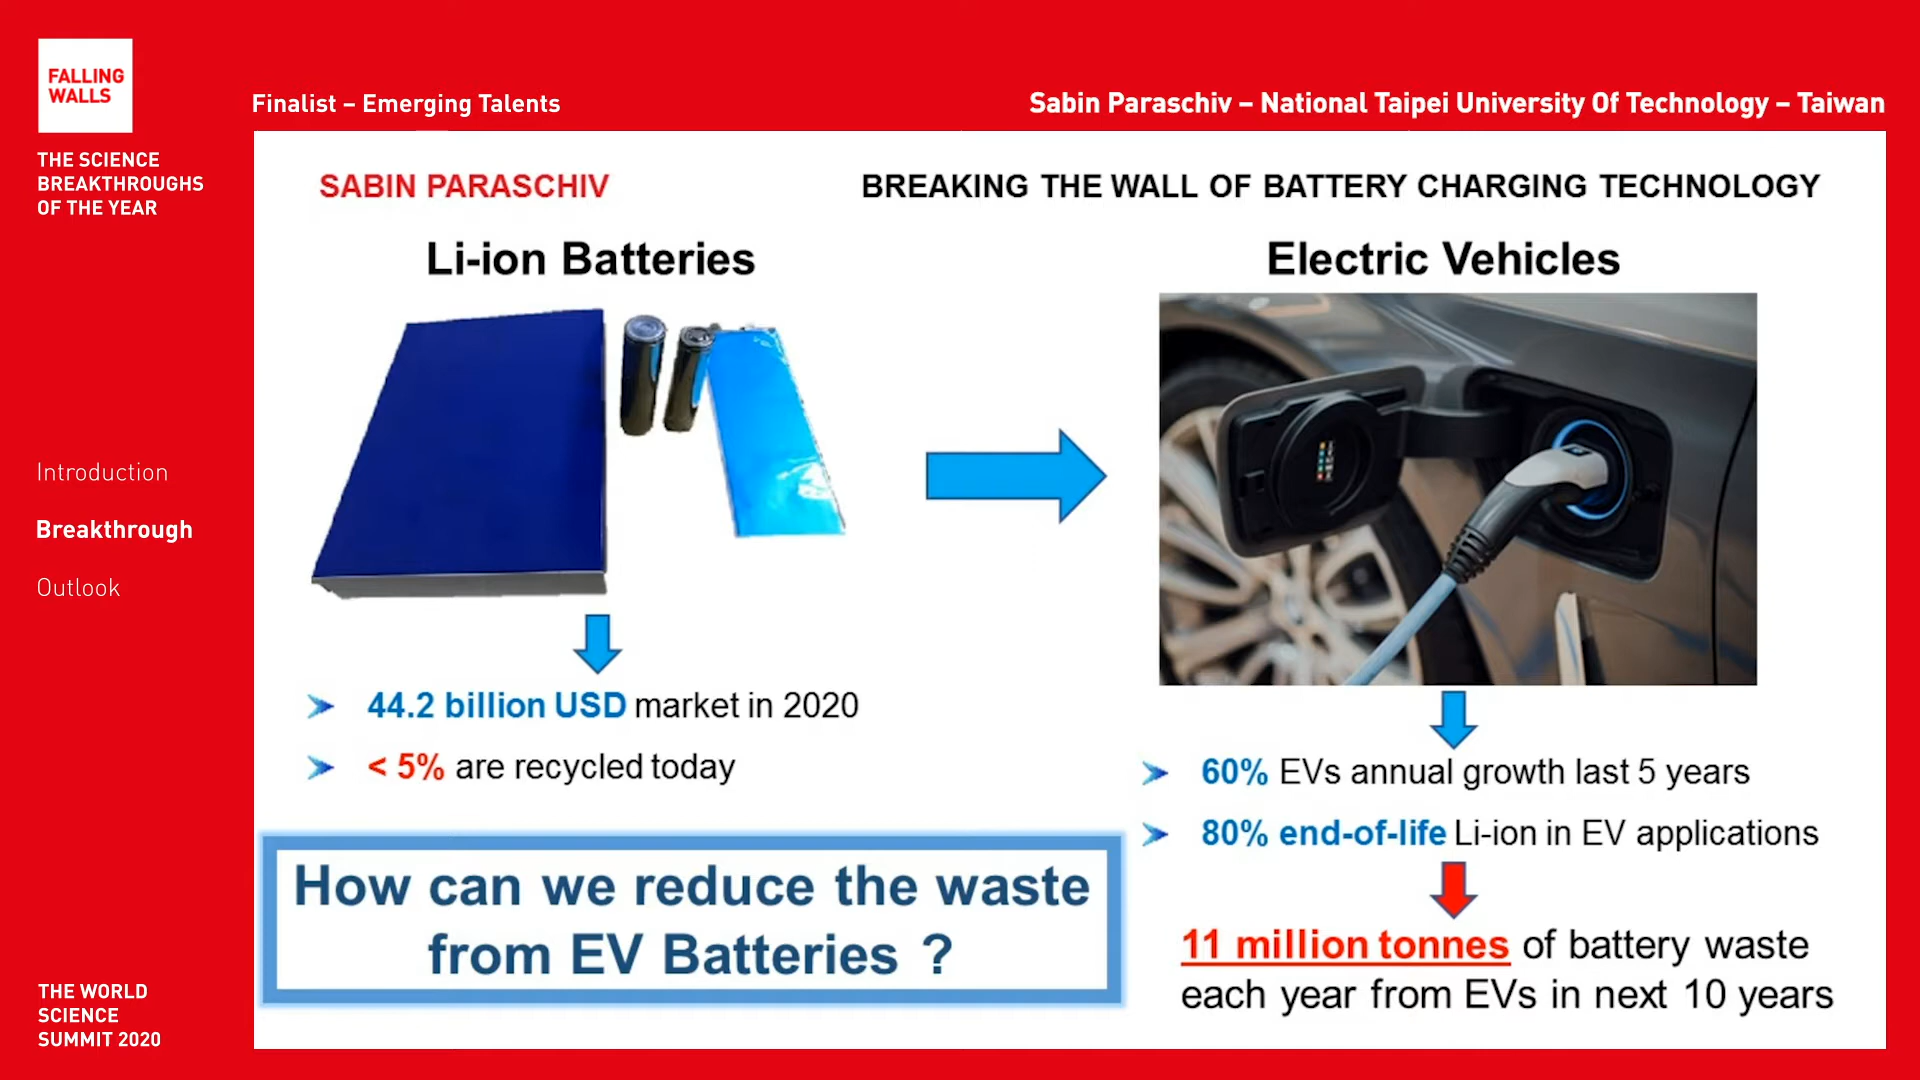 FALLING
WALLS
THE SCIENCE
BREAKTHROUGHS
OF THE YEAR
Introduction
Breakthrough
Outlook
THE WORLD
SCIENCE
SUMMIT 2020
Finalist – Emerging Talents
Sabin Paraschiv – National Taipei University Of Technology – Taiwan
SABIN PARASCHIV
BREAKING THE WALL OF BATTERY CHARGING TECHNOLOGY
Li-ion Batteries
44.2 billion USD market in 2020
< 5% are recycled today
How can we reduce the waste
from EV Batteries ?
Electric Vehicles
60% EVs annual growth last 5 years
80% end-of-life Li-ion in EV applications
11 million tonnes of battery waste
each year from EVs in next 10 years